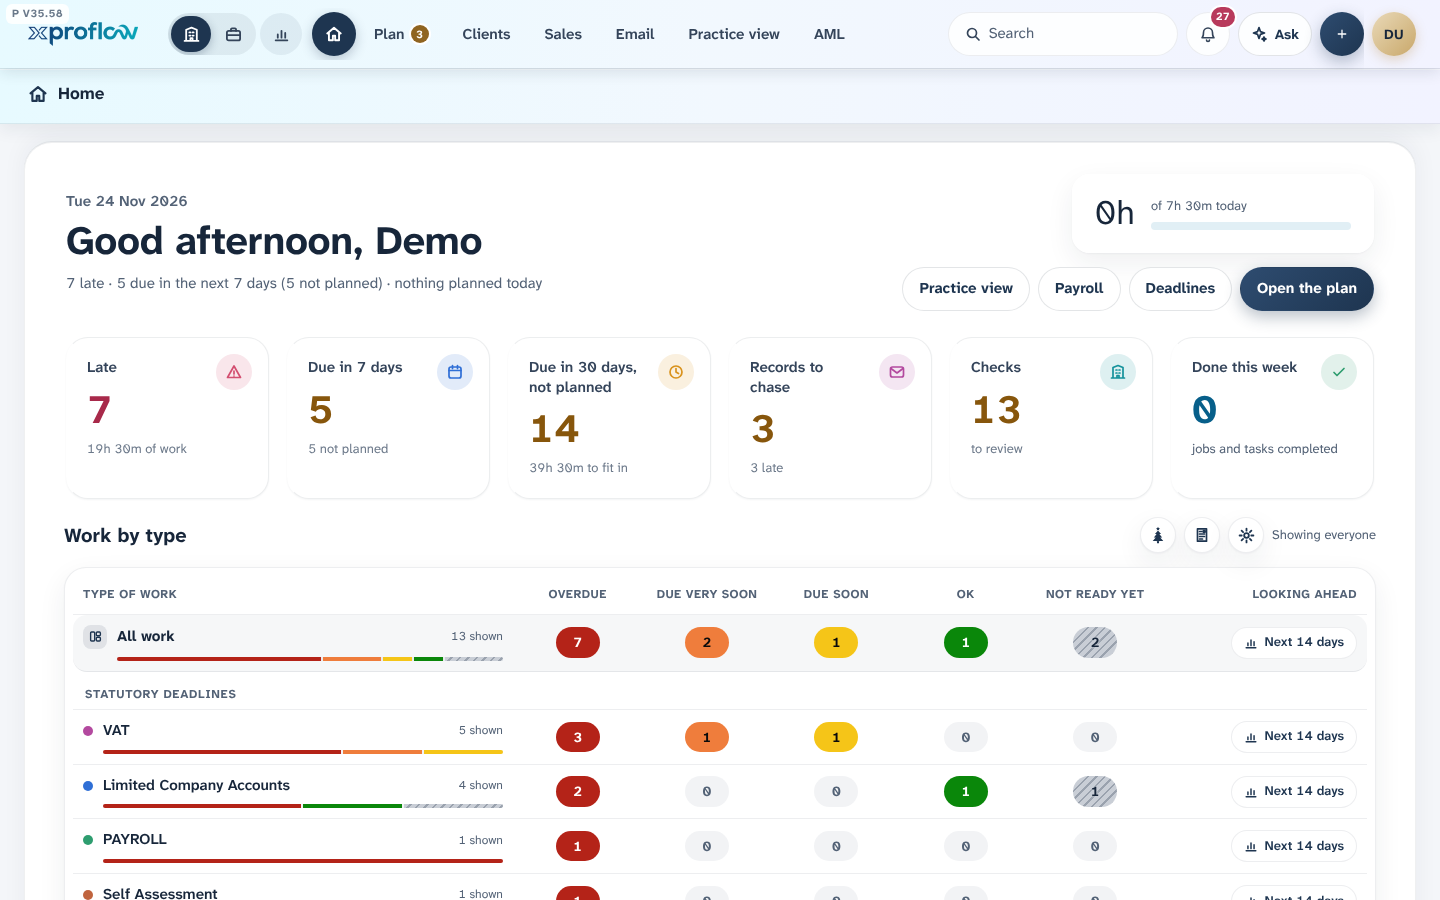 P V35.58
xproflow
Plan 3
Clients
Sales
Email
Practice view
AML
Search
27
Ask
+
DU
Home
Tue 24 Nov 2026
Good afternoon, Demo
7 late · 5 due in the next 7 days (5 not planned) · nothing planned today
0h
of 7h 30m today
Practice view
Payroll
Deadlines
Open the plan
Late
7
19h 30m of work
Due in 7 days
5
5 not planned
Due in 30 days,
not planned
14
39h 30m to fit in
Records to
chase
3
3 late
Checks
13
to review
Done this week
0
jobs and tasks completed
Work by type
Showing everyone
TYPE OF WORK OVERDUE DUE VERY SOON DUE SOON OK NOT READY YET LOOKING AHEAD
All work 13 shown 7 2 1 1 2 Next 14 days
STATUTORY DEADLINES
VAT 5 shown 3 1 1 0 0 Next 14 days
Limited Company Accounts 4 shown 2 0 0 1 1 Next 14 days
PAYROLL 1 shown 1 0 0 0 0 Next 14 days
Self Assessment 1 shown 1 0 0 0 0 Next 14 days